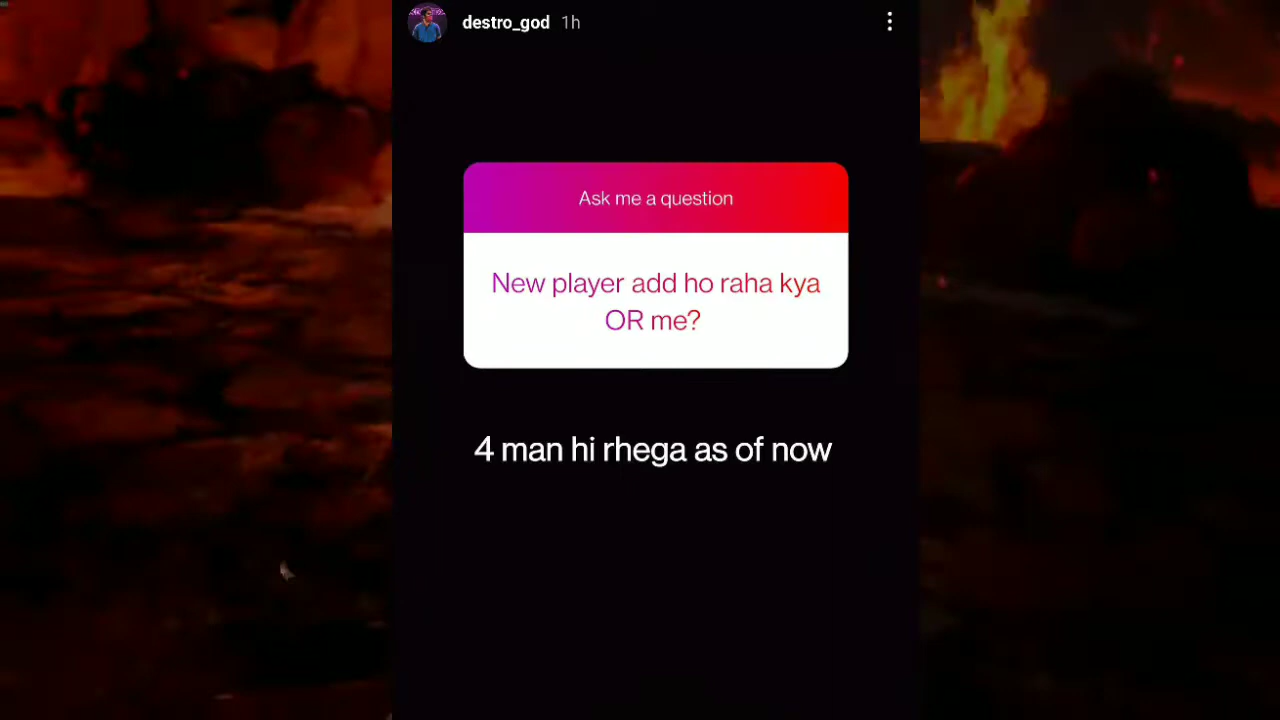 destro_god 1h
Ask me a question
New player add ho raha kya
OR me?
4 man hi rhega as of now